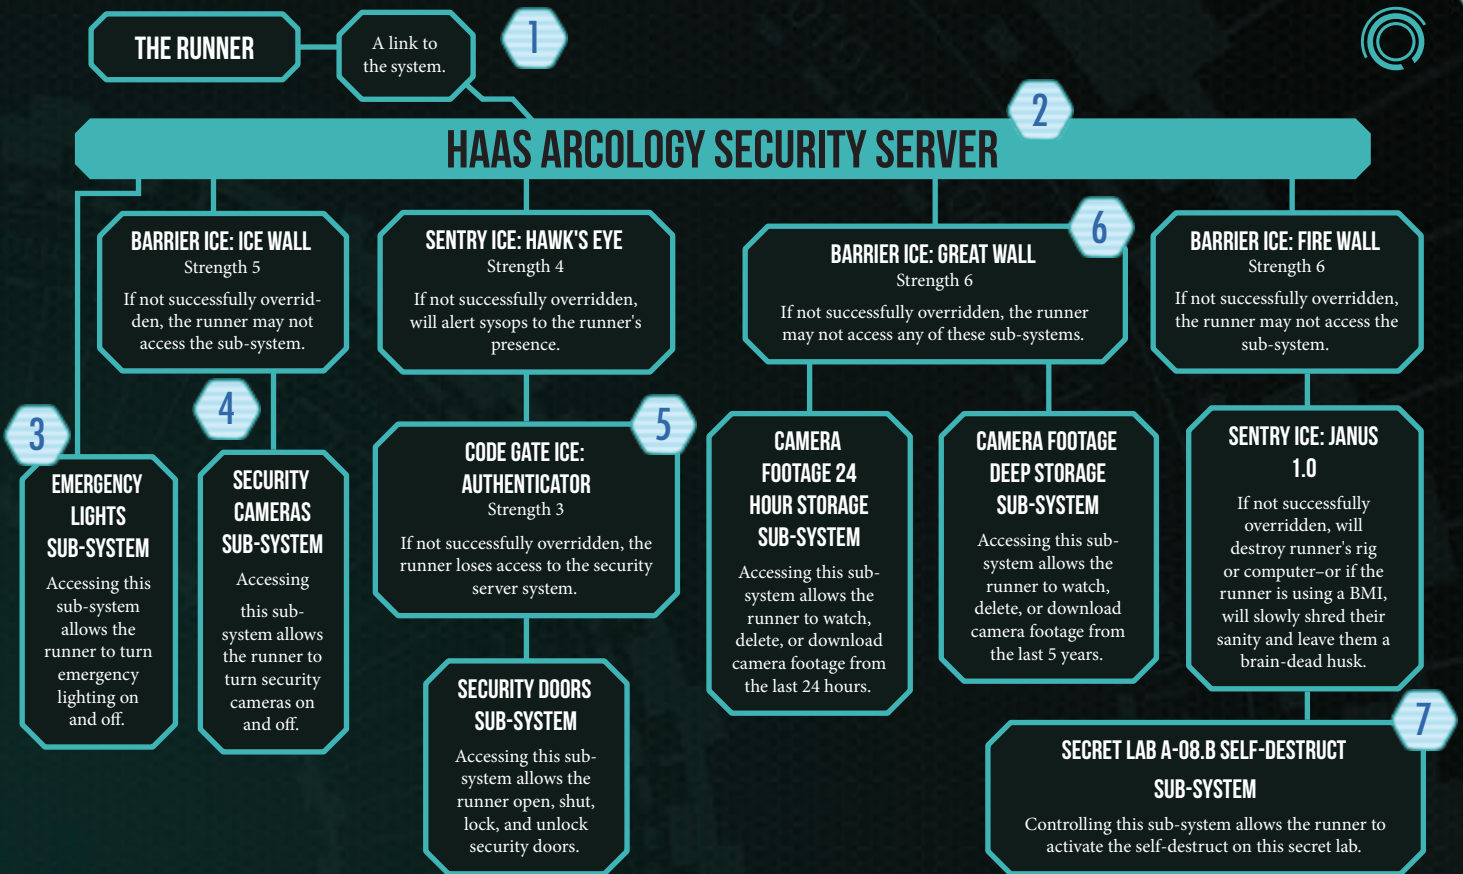 THE RUNNER
A link to
the system.
1
2
HAAS ARCOLOGY SECURITY SERVER
BARRIER ICE: ICE WALL
Strength 5
If not successfully overrid-
den, the runner may not
access the sub-system.
SENTRY ICE: HAWK'S EYE
Strength 4
If not successfully overridden,
will alert sysops to the runner's
presence.
6
BARRIER ICE: GREAT WALL
Strength 6
If not successfully overridden, the runner
may not access any of these sub-systems.
BARRIER ICE: FIRE WALL
Strength 6
If not successfully overridden,
the runner may not access the
sub-system.
3
EMERGENCY
LIGHTS
SUB-SYSTEM
Accessing this
sub-system
allows the
runner to turn
emergency
lighting on
and off.
4
SECURITY
CAMERAS
SUB-SYSTEM
Accessing
this sub-
system allows
the runner to
turn security
cameras on
and off.
5
CODE GATE ICE:
AUTHENTICATOR
Strength 3
If not successfully overridden, the
runner loses access to the security
server system.
SECURITY DOORS
SUB-SYSTEM
Accessing this sub-
system allows the
runner open, shut,
lock, and unlock
security doors.
CAMERA
FOOTAGE 24
HOUR STORAGE
SUB-SYSTEM
Accessing this sub-
system allows the
runner to watch,
delete, or download
camera footage from
the last 24 hours.
CAMERA FOOTAGE
DEEP STORAGE
SUB-SYSTEM
Accessing this sub-
system allows the
runner to watch,
delete, or download
camera footage from
the last 5 years.
SENTRY ICE: JANUS
1.0
If not successfully
overridden, will
destroy runner's rig
or computer–or if the
runner is using a BMI,
will slowly shred their
sanity and leave them a
brain-dead husk.
7
SECRET LAB A-08.B SELF-DESTRUCT
SUB-SYSTEM
Controlling this sub-system allows the runner to
activate the self-destruct on this secret lab.